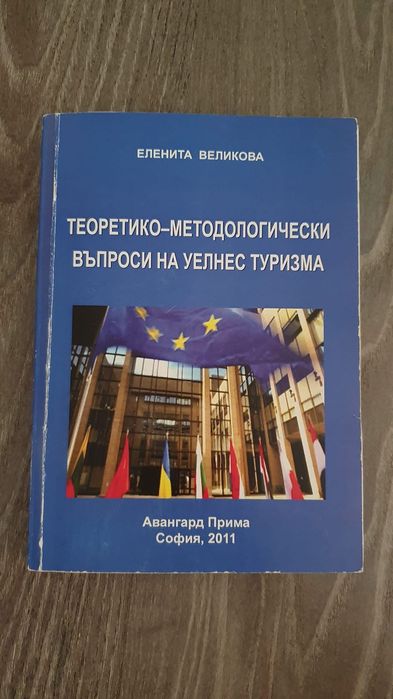 ЕЛЕНИТА ВЕЛИКОВА
ТЕОРЕТИКО–МЕТОДОЛОГИЧЕСКИ
ВЪПРОСИ НА УЕЛНЕС ТУРИЗМА
Авангард Прима
София, 2011